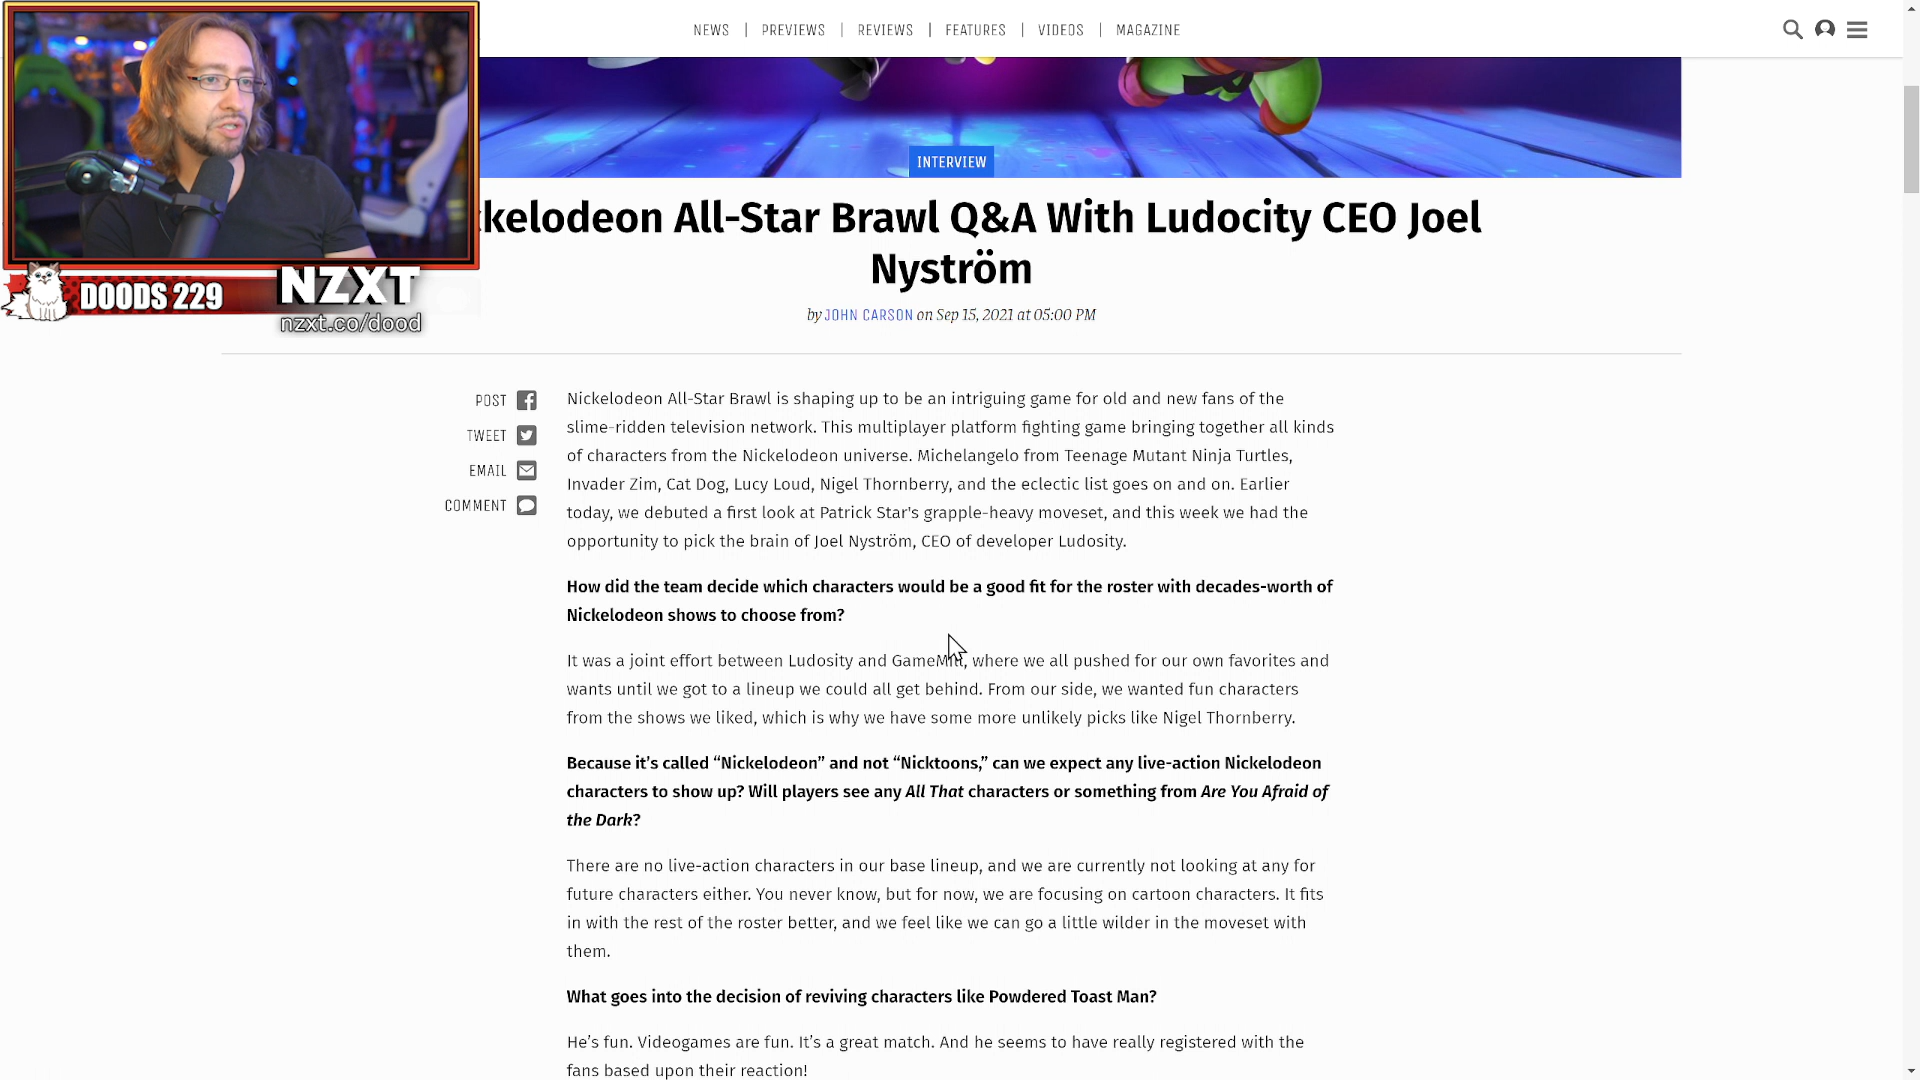 NEWS | PREVIEWS | REVIEWS | FEATURES | VIDEOS | MAGAZINE
INTERVIEW
ckelodeon All-Star Brawl Q&A With Ludocity CEO Joel
Nyström
by JOHN CARSON on Sep 15, 2021 at 05:00 PM
DOODS 229
NZXT
nzxt.co/dood
POST
TWEET
EMAIL
COMMENT
Nickelodeon All-Star Brawl is shaping up to be an intriguing game for old and new fans of the
slime-ridden television network. This multiplayer platform fighting game bringing together all kinds
of characters from the Nickelodeon universe. Michelangelo from Teenage Mutant Ninja Turtles,
Invader Zim, Cat Dog, Lucy Loud, Nigel Thornberry, and the eclectic list goes on and on. Earlier
today, we debuted a first look at Patrick Star's grapple-heavy moveset, and this week we had the
opportunity to pick the brain of Joel Nyström, CEO of developer Ludosity.
How did the team decide which characters would be a good fit for the roster with decades-worth of
Nickelodeon shows to choose from?
It was a joint effort between Ludosity and GameMill, where we all pushed for our own favorites and
wants until we got to a lineup we could all get behind. From our side, we wanted fun characters
from the shows we liked, which is why we have some more unlikely picks like Nigel Thornberry.
Because it’s called “Nickelodeon” and not “Nicktoons,” can we expect any live-action Nickelodeon
characters to show up? Will players see any All That characters or something from Are You Afraid of
the Dark?
There are no live-action characters in our base lineup, and we are currently not looking at any for
future characters either. You never know, but for now, we are focusing on cartoon characters. It fits
in with the rest of the roster better, and we feel like we can go a little wilder in the moveset with
them.
What goes into the decision of reviving characters like Powdered Toast Man?
He’s fun. Videogames are fun. It’s a great match. And he seems to have really registered with the
fans based upon their reaction!